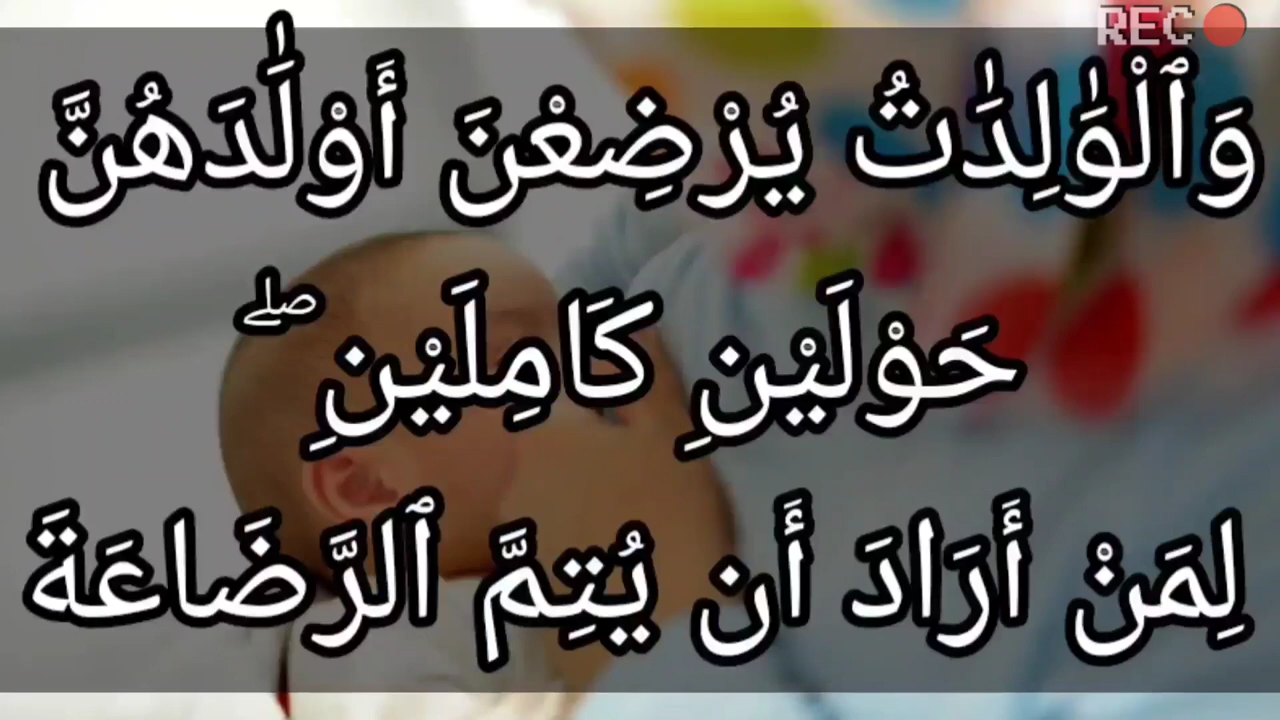 REC
وَٱلْوَٰلِدَٰتُ يُرْضِعْنَ أَوْلَٰدَهُنَّ
حَوْلَيْنِ كَامِلَيْنِ ۖ
لِمَنْ أَرَادَ أَن يُتِمَّ ٱلرَّضَاعَةَ